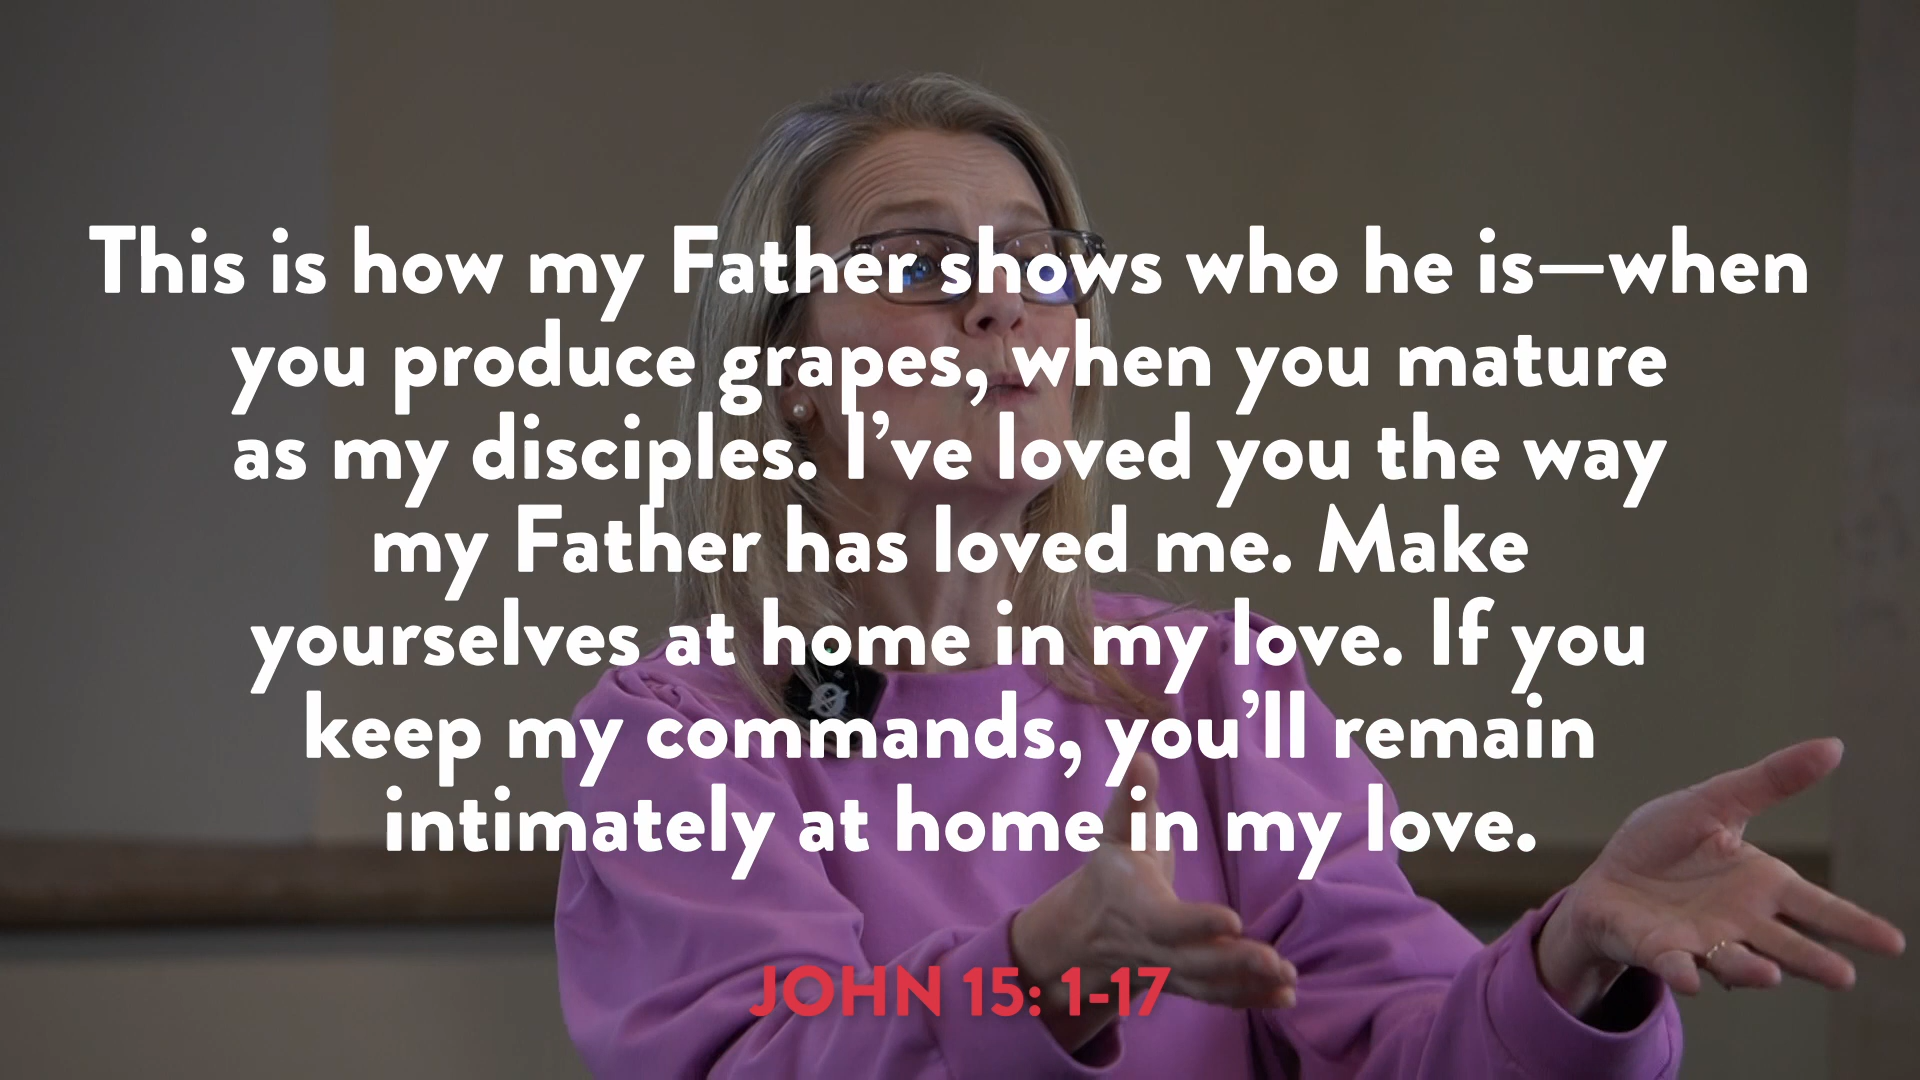 This is how my Father shows who he is—when
you produce grapes, when you mature
as my disciples. I’ve loved you the way
my Father has loved me. Make
yourselves at home in my love. If you
keep my commands, you’ll remain
intimately at home in my love.
JOHN 15: 1-17